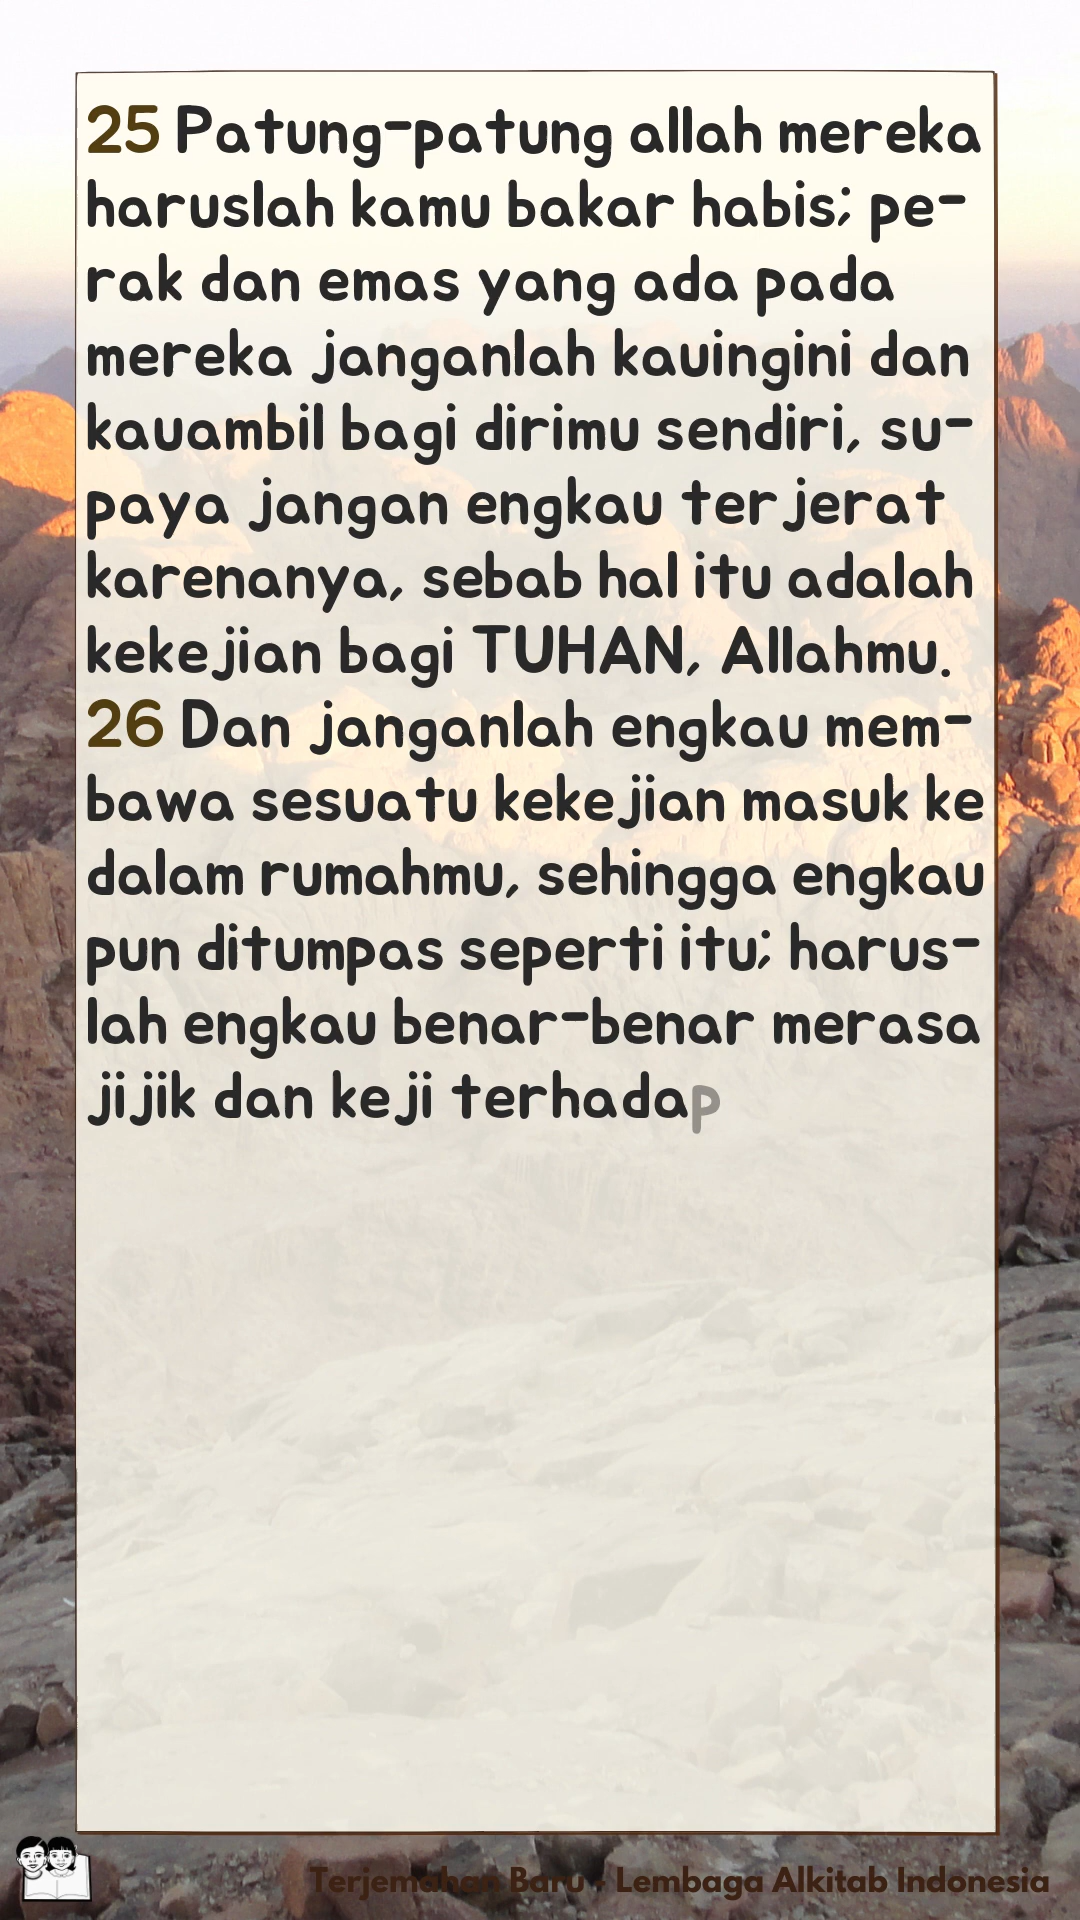 25 Patung-patung allah mereka
haruslah kamu bakar habis; pe-
rak dan emas yang ada pada
mereka janganlah kauingini dan
kauambil bagi dirimu sendiri, su-
paya jangan engkau terjerat
karenanya, sebab hal itu adalah
kekejian bagi TUHAN, Allahmu.
26 Dan janganlah engkau mem-
bawa sesuatu kekejian masuk ke
dalam rumahmu, sehingga engkau
pun ditumpas seperti itu; harus-
lah engkau benar-benar merasa
jijik dan keji terhadap
Terjemahan Baru - Lembaga Alkitab Indonesia